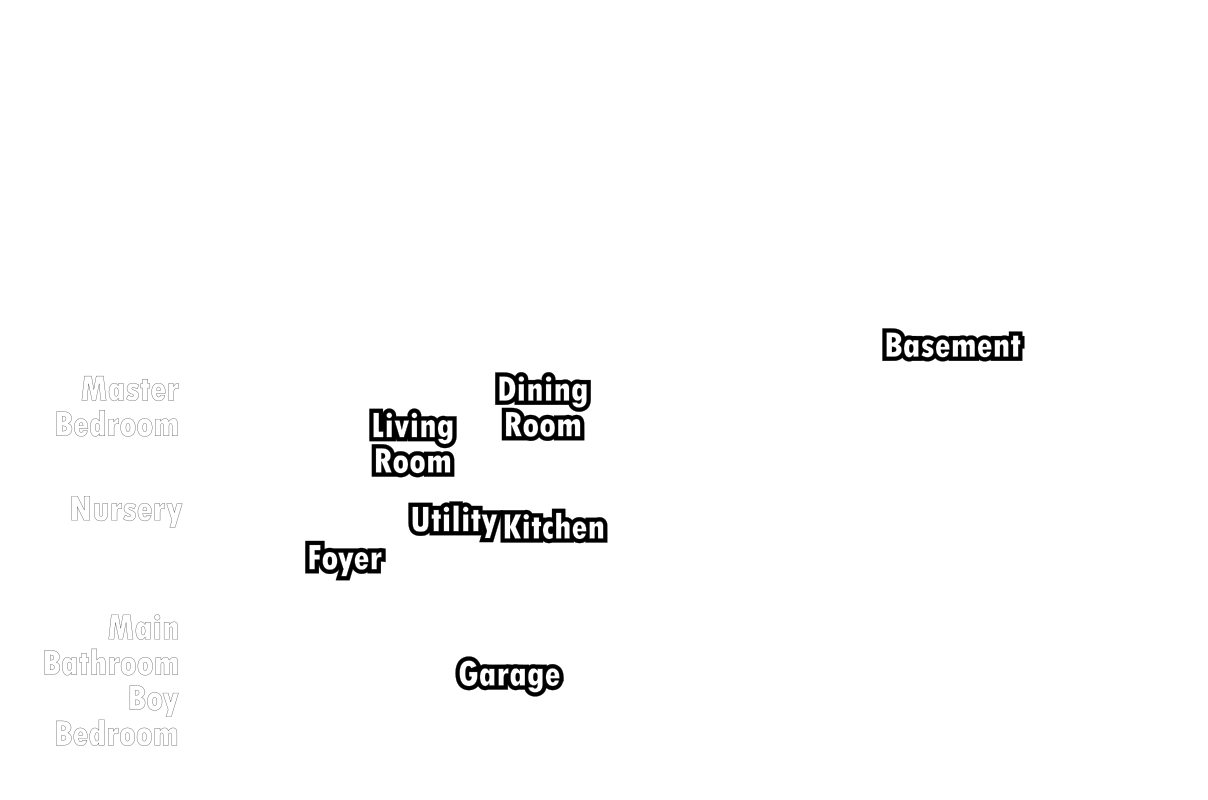 Basement
Master
Bedroom
Dining
Room
Living
Room
Nursery
Utility
Kitchen
Foyer
Main
Bathroom
Garage
Boy
Bedroom